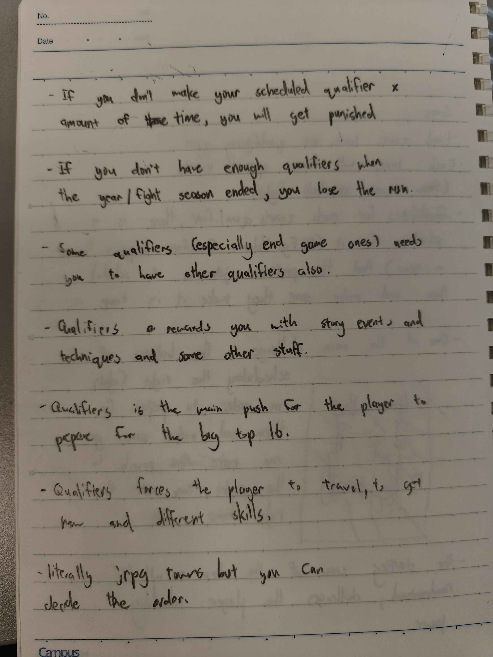 No.
Date
- If you don't make your scheduled qualifier x
amount of time, you will get punished
- If you don't have enough qualifiers when
the year/fight season ended, you lose the run.
- Some qualifiers (especially end game ones) needs
you to have other qualifiers also.
- Qualifiers rewards you with story events and
techniques and some other stuff.
- Qualifiers is the main push for the player to
pepare for the big top 16.
- Qualifiers forces the player to travel, to get
new and different skills.
- literally jrpg towns but you can
decide the order.
Campus